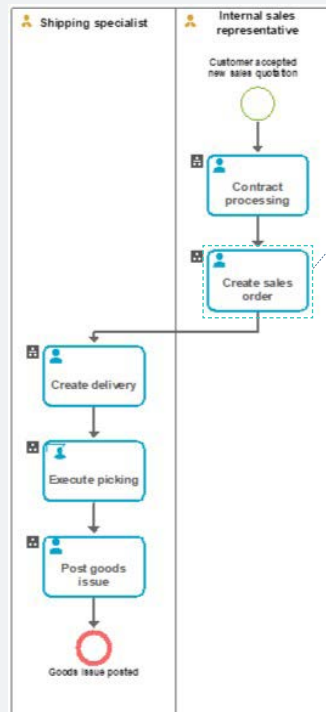 Shipping specialist
Internal sales
representative
Customer accepted
new sales quotation
Contract
processing
Create sales
order
Create delivery
Execute picking
Post goods
issue
Goods issue posted